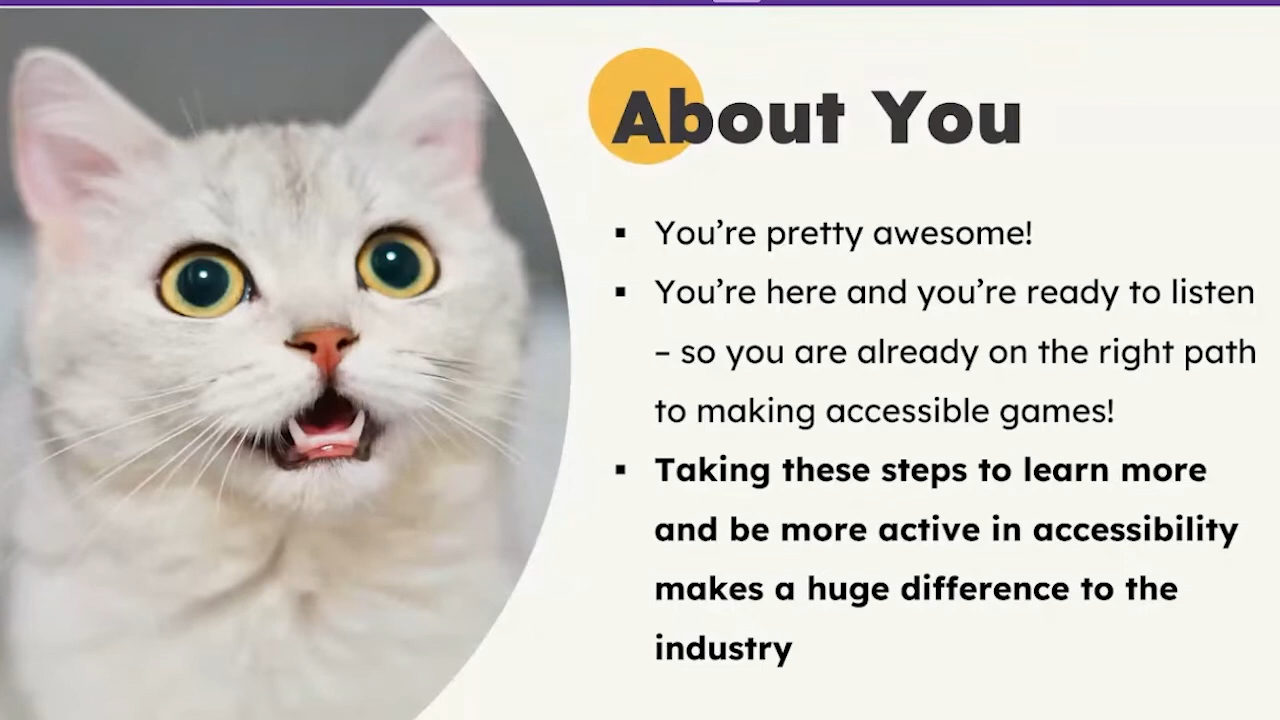 About You
▪ You’re pretty awesome!
▪ You’re here and you’re ready to listen
– so you are already on the right path
to making accessible games!
▪ Taking these steps to learn more
and be more active in accessibility
makes a huge difference to the
industry